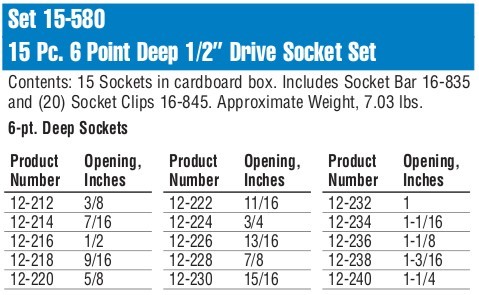 Set 15-580
15 Pc. 6 Point Deep 1/2" Drive Socket Set
Contents: 15 Sockets in cardboard box. Includes Socket Bar 16-835
and (20) Socket Clips 16-845. Approximate Weight, 7.03 lbs.
6-pt. Deep Sockets
Product Opening, Product Opening, Product Opening,
Number Inches Number Inches Number Inches
12-212 3/8 12-222 11/16 12-232 1
12-214 7/16 12-224 3/4 12-234 1-1/16
12-216 1/2 12-226 13/16 12-236 1-1/8
12-218 9/16 12-228 7/8 12-238 1-3/16
12-220 5/8 12-230 15/16 12-240 1-1/4